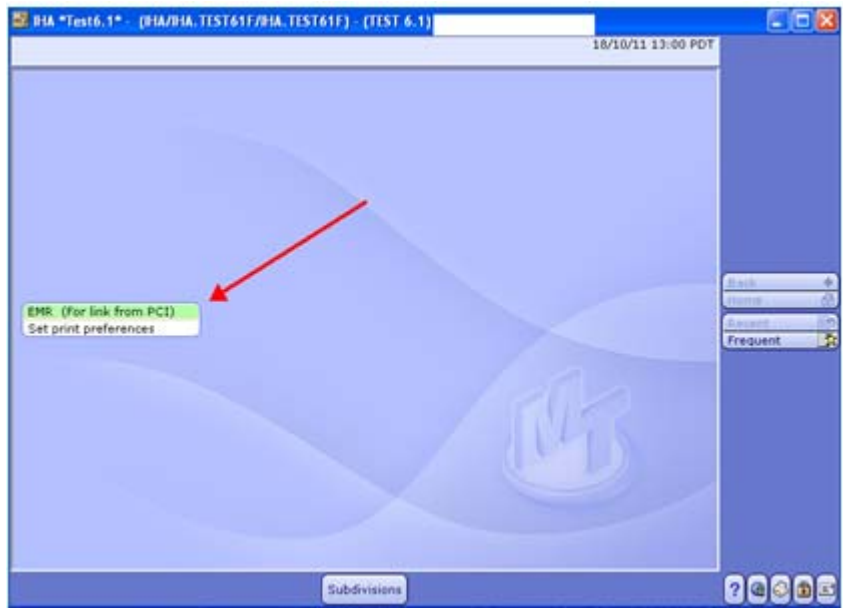 IHA *Test6.1* - (IHA/IHA.TEST61F/IHA.TEST61F) - (TEST 6.1)
18/10/11 13:00 PDT
EMR (For link from PCI)
Set print preferences
Back
Home
Recent
Frequent
MT
Subdivisions
?